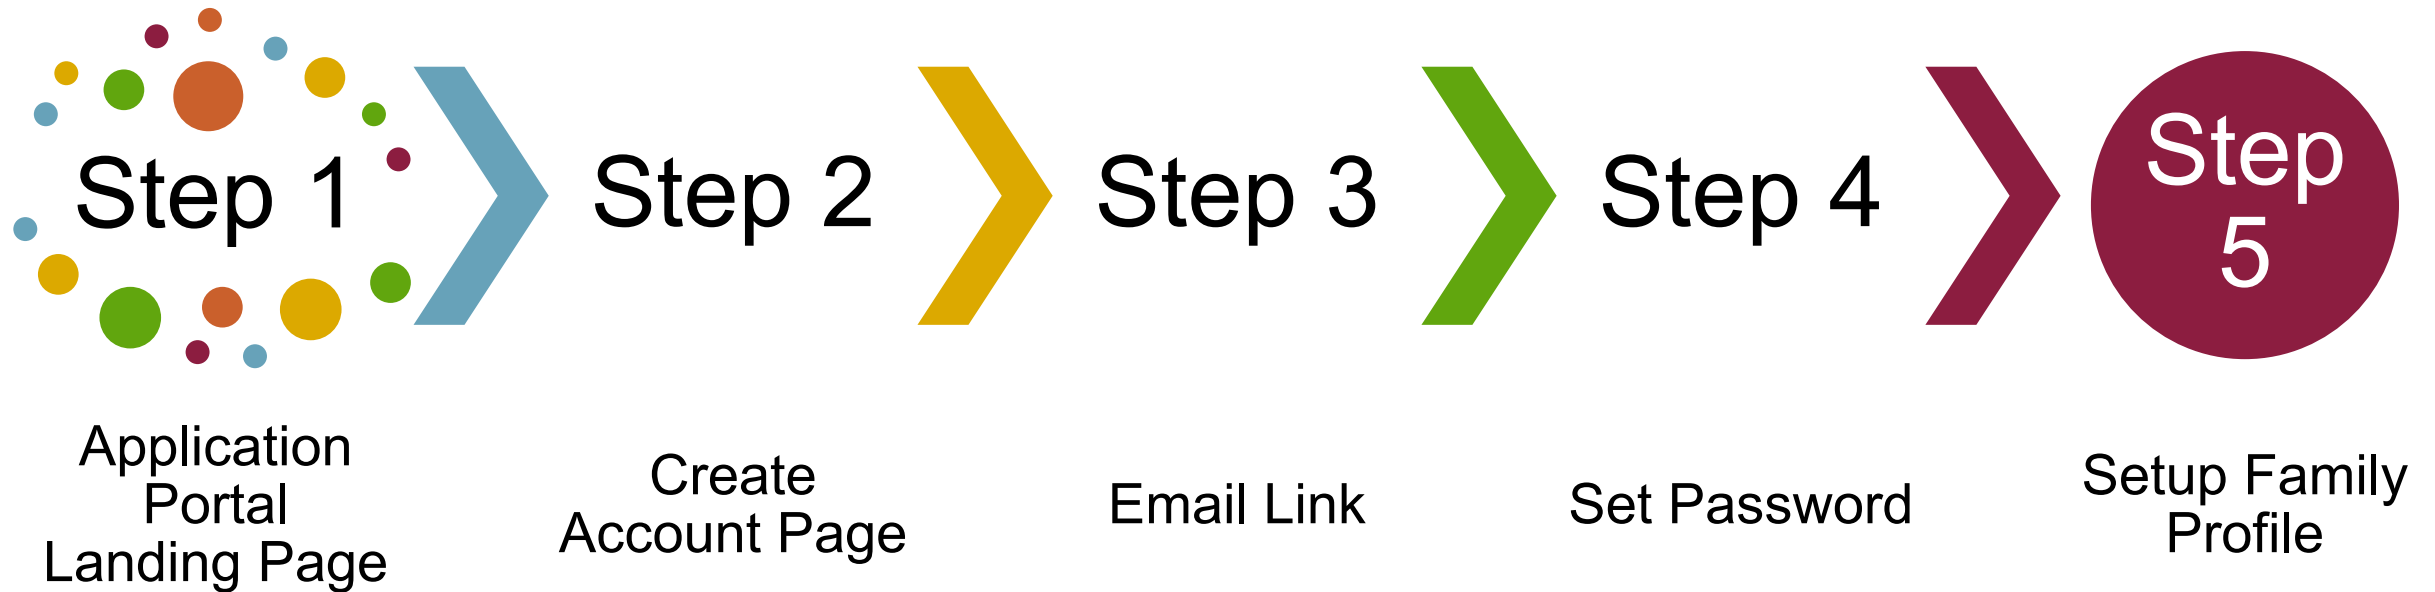 Step 1
Step 2
Step 3
Step 4
Step
5
Application
Portal
Landing Page
Create
Account Page
Email Link
Set Password
Setup Family
Profile